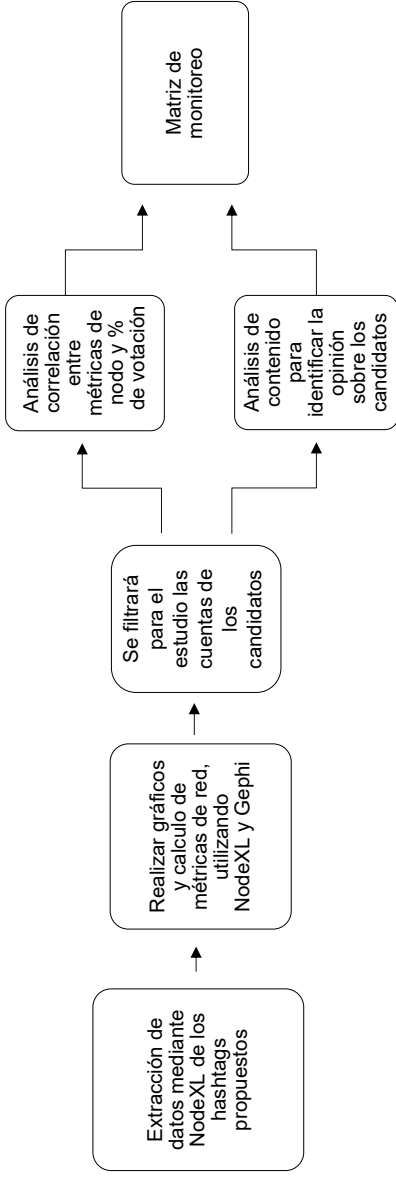 Extracción de
datos mediante
NodeXL de los
hashtags
propuestos
Realizar gráficos
y calculo de
métricas de red,
utilizando
NodeXL y Gephi
Se filtrará
para el
estudio las
cuentas de
los
candidatos
Análisis de
correlación
entre
métricas de
nodo y %
de votación
Análisis de
contenido
para
identificar la
opinión
sobre los
candidatos
Matriz de
monitoreo